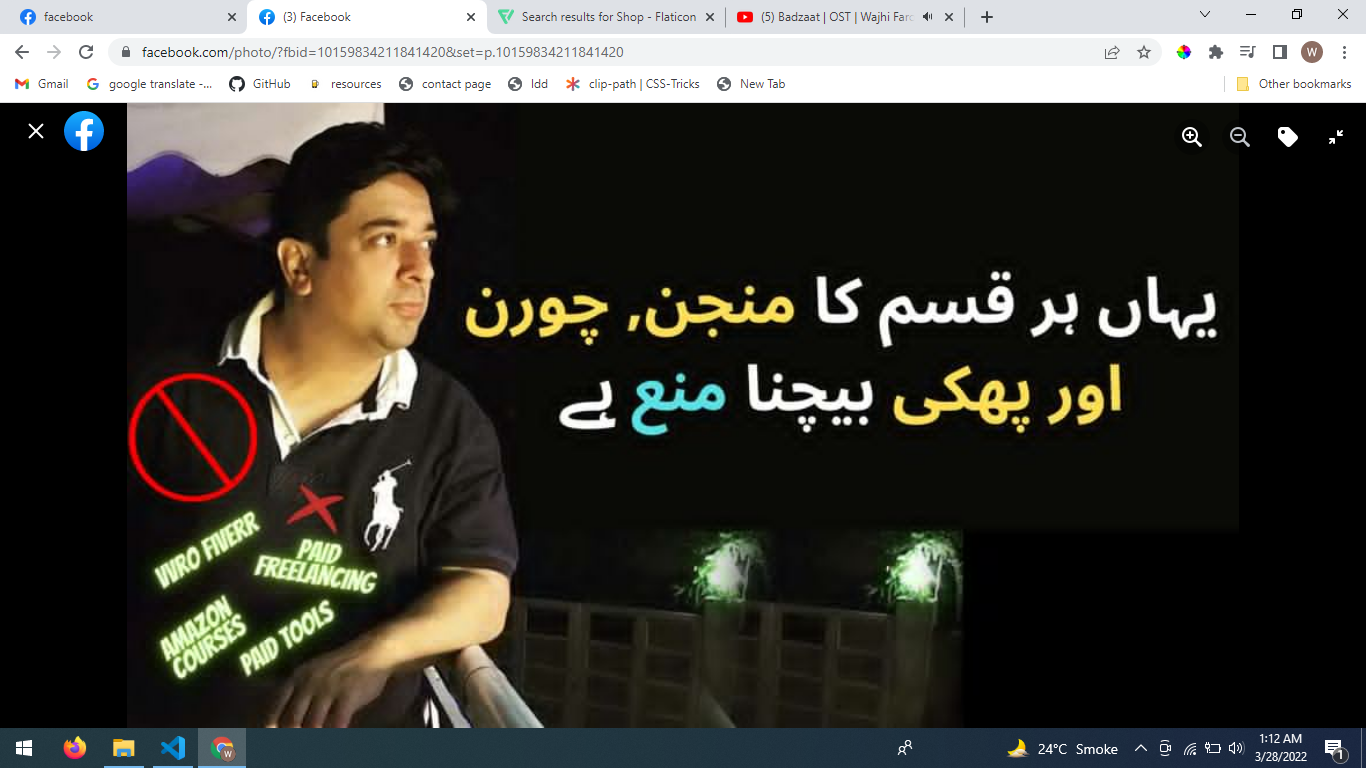 facebook
(3) Facebook
Search results for Shop - Flaticon
(5) Badzaat | OST | Wajhi Farc
facebook.com/photo/?fbid=10159834211841420&set=p.10159834211841420
W
Gmail
google translate -...
GitHub
resources
contact page
ldd
clip-path | CSS-Tricks
New Tab
Other bookmarks
یہاں ہر قسم کا منجن, چورن
اور پھکی بیچنا منع ہے
VVRO FIVERR
PAID
FREELANCING
AMAZON
COURSES
PAID TOOLS
W
24°C Smoke
1:12 AM
3/28/2022
1